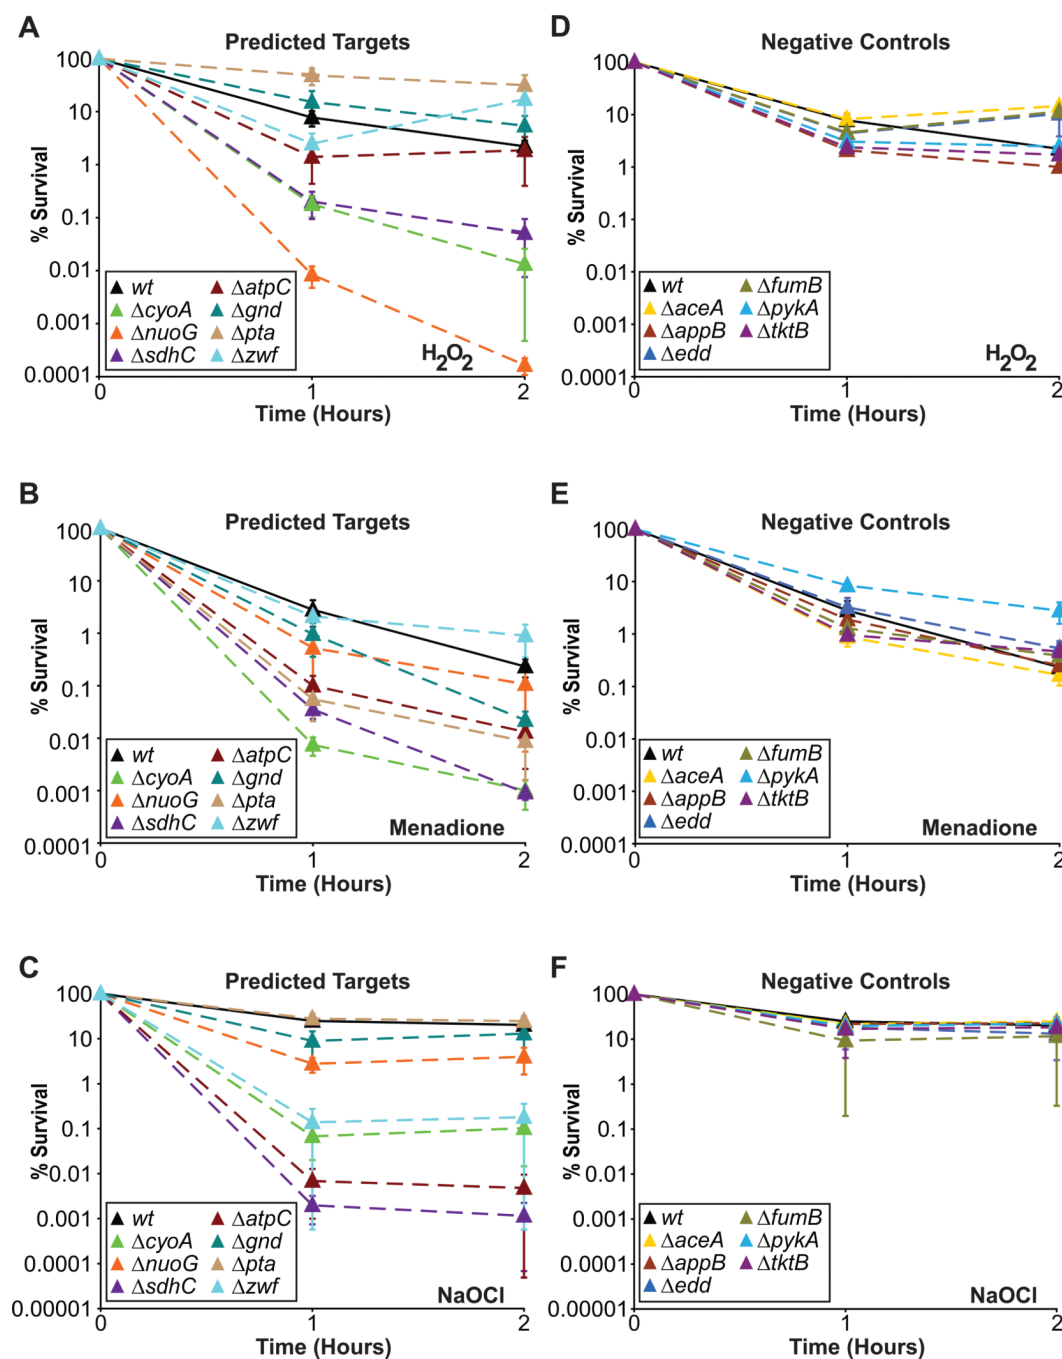 A
Predicted Targets
% Survival
100
10
1
0.1
0.01
0.001
0.0001
wt
ΔcyoA
ΔnuoG
ΔsdhC
ΔatpC
Δgnd
Δpta
Δzwf
H2O2
0
1
2
Time (Hours)
D
Negative Controls
% Survival
100
10
1
0.1
0.01
0.001
0.0001
wt
ΔaceA
ΔappB
Δedd
ΔfumB
ΔpykA
ΔtktB
H2O2
0
1
2
Time (Hours)
B
Predicted Targets
% Survival
100
10
1
0.1
0.01
0.001
0.0001
wt
ΔcyoA
ΔnuoG
ΔsdhC
ΔatpC
Δgnd
Δpta
Δzwf
Menadione
0
1
2
Time (Hours)
E
Negative Controls
% Survival
100
10
1
0.1
0.01
0.001
0.0001
wt
ΔaceA
ΔappB
Δedd
ΔfumB
ΔpykA
ΔtktB
Menadione
0
1
2
Time (Hours)
C
Predicted Targets
% Survival
100
10
1
0.1
0.01
0.001
0.0001
0.00001
wt
ΔcyoA
ΔnuoG
ΔsdhC
ΔatpC
Δgnd
Δpta
Δzwf
NaOCl
0
1
2
Time (Hours)
F
Negative Controls
% Survival
100
10
1
0.1
0.01
0.001
0.0001
0.00001
wt
ΔaceA
ΔappB
Δedd
ΔfumB
ΔpykA
ΔtktB
NaOCl
0
1
2
Time (Hours)